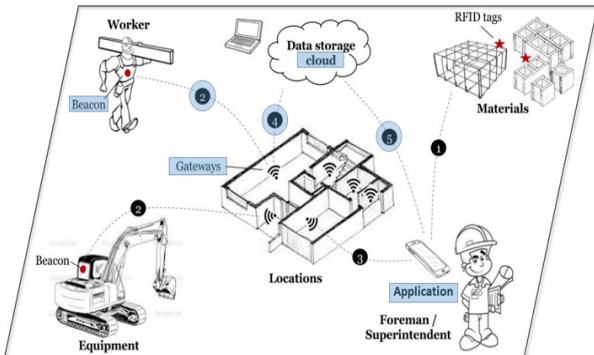 Worker
Beacon
2
Data storage
cloud
4
5
RFID tags
Materials
1
Gateways
2
Beacon
Equipment
3
Locations
Application
Foreman /
Superintendent